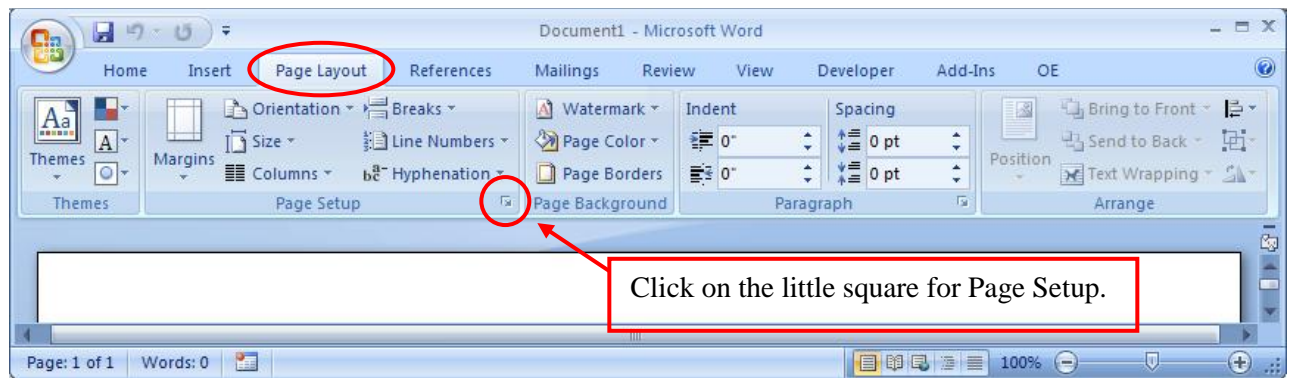 Document1 - Microsoft Word
Home Insert Page Layout References Mailings Review View Developer Add-Ins OE
Aa Orientation Breaks Watermark Indent Spacing Bring to Front
A Size Line Numbers Page Color 0" 0 pt Send to Back
Themes Margins Columns Hyphenation Page Borders 0" 0 pt Position Text Wrapping
Themes Page Setup Page Background Paragraph Arrange
Click on the little square for Page Setup.
Page: 1 of 1 Words: 0 100%